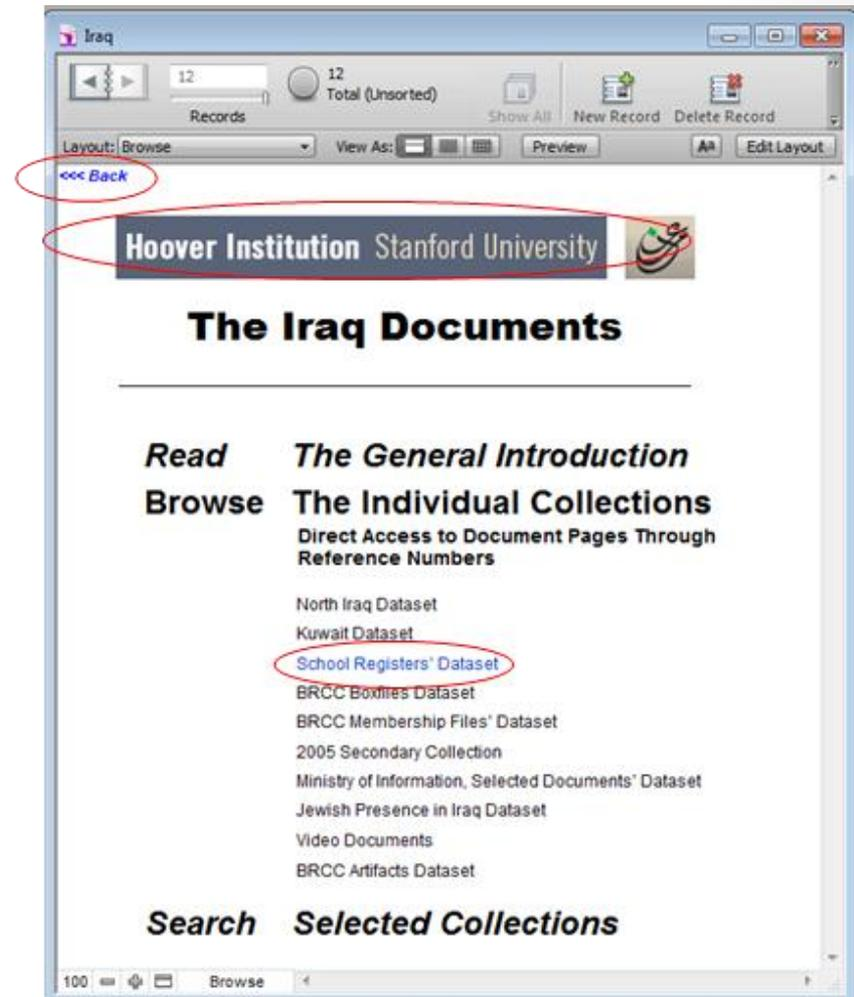 Iraq
12
12
Total (Unsorted)
Records
Show All
New Record
Delete Record
Layout: Browse
View As:
Preview
Aa
Edit Layout
<<< Back
Hoover Institution Stanford University
The Iraq Documents
Read The General Introduction
Browse The Individual Collections
Direct Access to Document Pages Through
Reference Numbers
North Iraq Dataset
Kuwait Dataset
School Registers' Dataset
BRCC Boxfiles Dataset
BRCC Membership Files' Dataset
2005 Secondary Collection
Ministry of Information, Selected Documents' Dataset
Jewish Presence in Iraq Dataset
Video Documents
BRCC Artifacts Dataset
Search Selected Collections
100
Browse